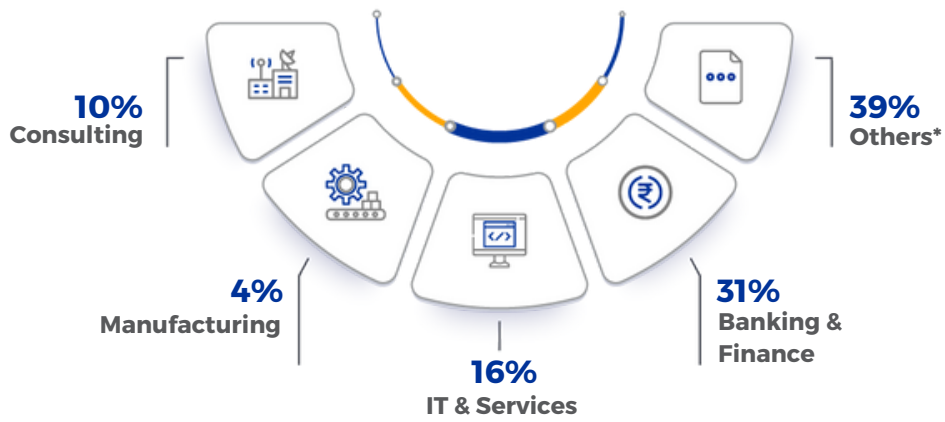 10%
Consulting
4%
Manufacturing
16%
IT & Services
31%
Banking &
Finance
39%
Others*